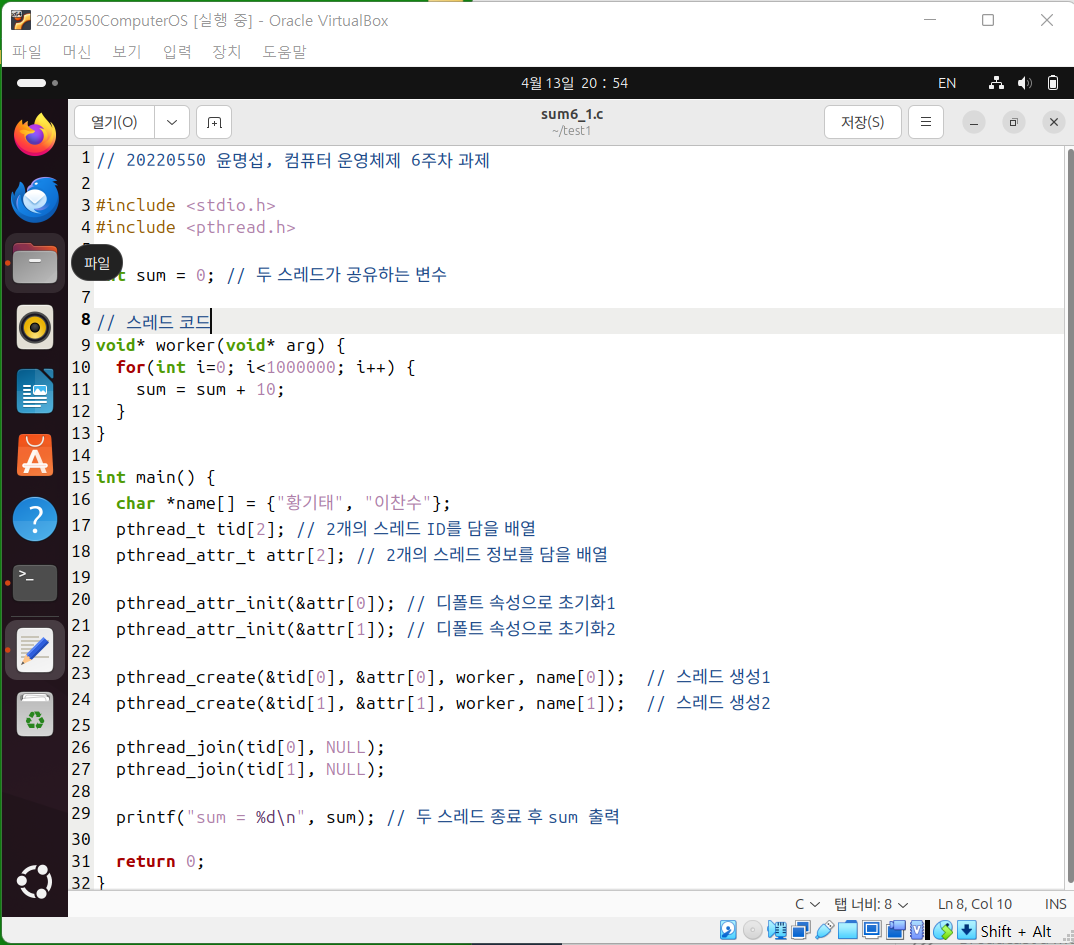 20220550ComputerOS [실행 중] - Oracle VirtualBox
파일 머신 보기 입력 장치 도움말
4월 13일 20 : 54
EN
열기(O)
sum6_1.c
~/test1
저장(S)
1 // 20220550 윤명섭, 컴퓨터 운영체제 6주차 과제
2
3 #include <stdio.h>
4 #include <pthread.h>
파일
t sum = 0; // 두 스레드가 공유하는 변수
7
8 // 스레드 코드
9 void* worker(void* arg) {
10 for(int i=0; i<1000000; i++) {
11 sum = sum + 10;
12 }
13 }
14
15 int main() {
16 char *name[] = {"황기태", "이찬수"};
17 pthread_t tid[2]; // 2개의 스레드 ID를 담을 배열
18 pthread_attr_t attr[2]; // 2개의 스레드 정보를 담을 배열
19
20 pthread_attr_init(&attr[0]); // 디폴트 속성으로 초기화1
21 pthread_attr_init(&attr[1]); // 디폴트 속성으로 초기화2
22
23 pthread_create(&tid[0], &attr[0], worker, name[0]); // 스레드 생성1
24 pthread_create(&tid[1], &attr[1], worker, name[1]); // 스레드 생성2
25
26 pthread_join(tid[0], NULL);
27 pthread_join(tid[1], NULL);
28
29 printf("sum = %d\n", sum); // 두 스레드 종료 후 sum 출력
30
31 return 0;
32 }
C 탭 너비: 8 Ln 8, Col 10 INS
Shift + Alt